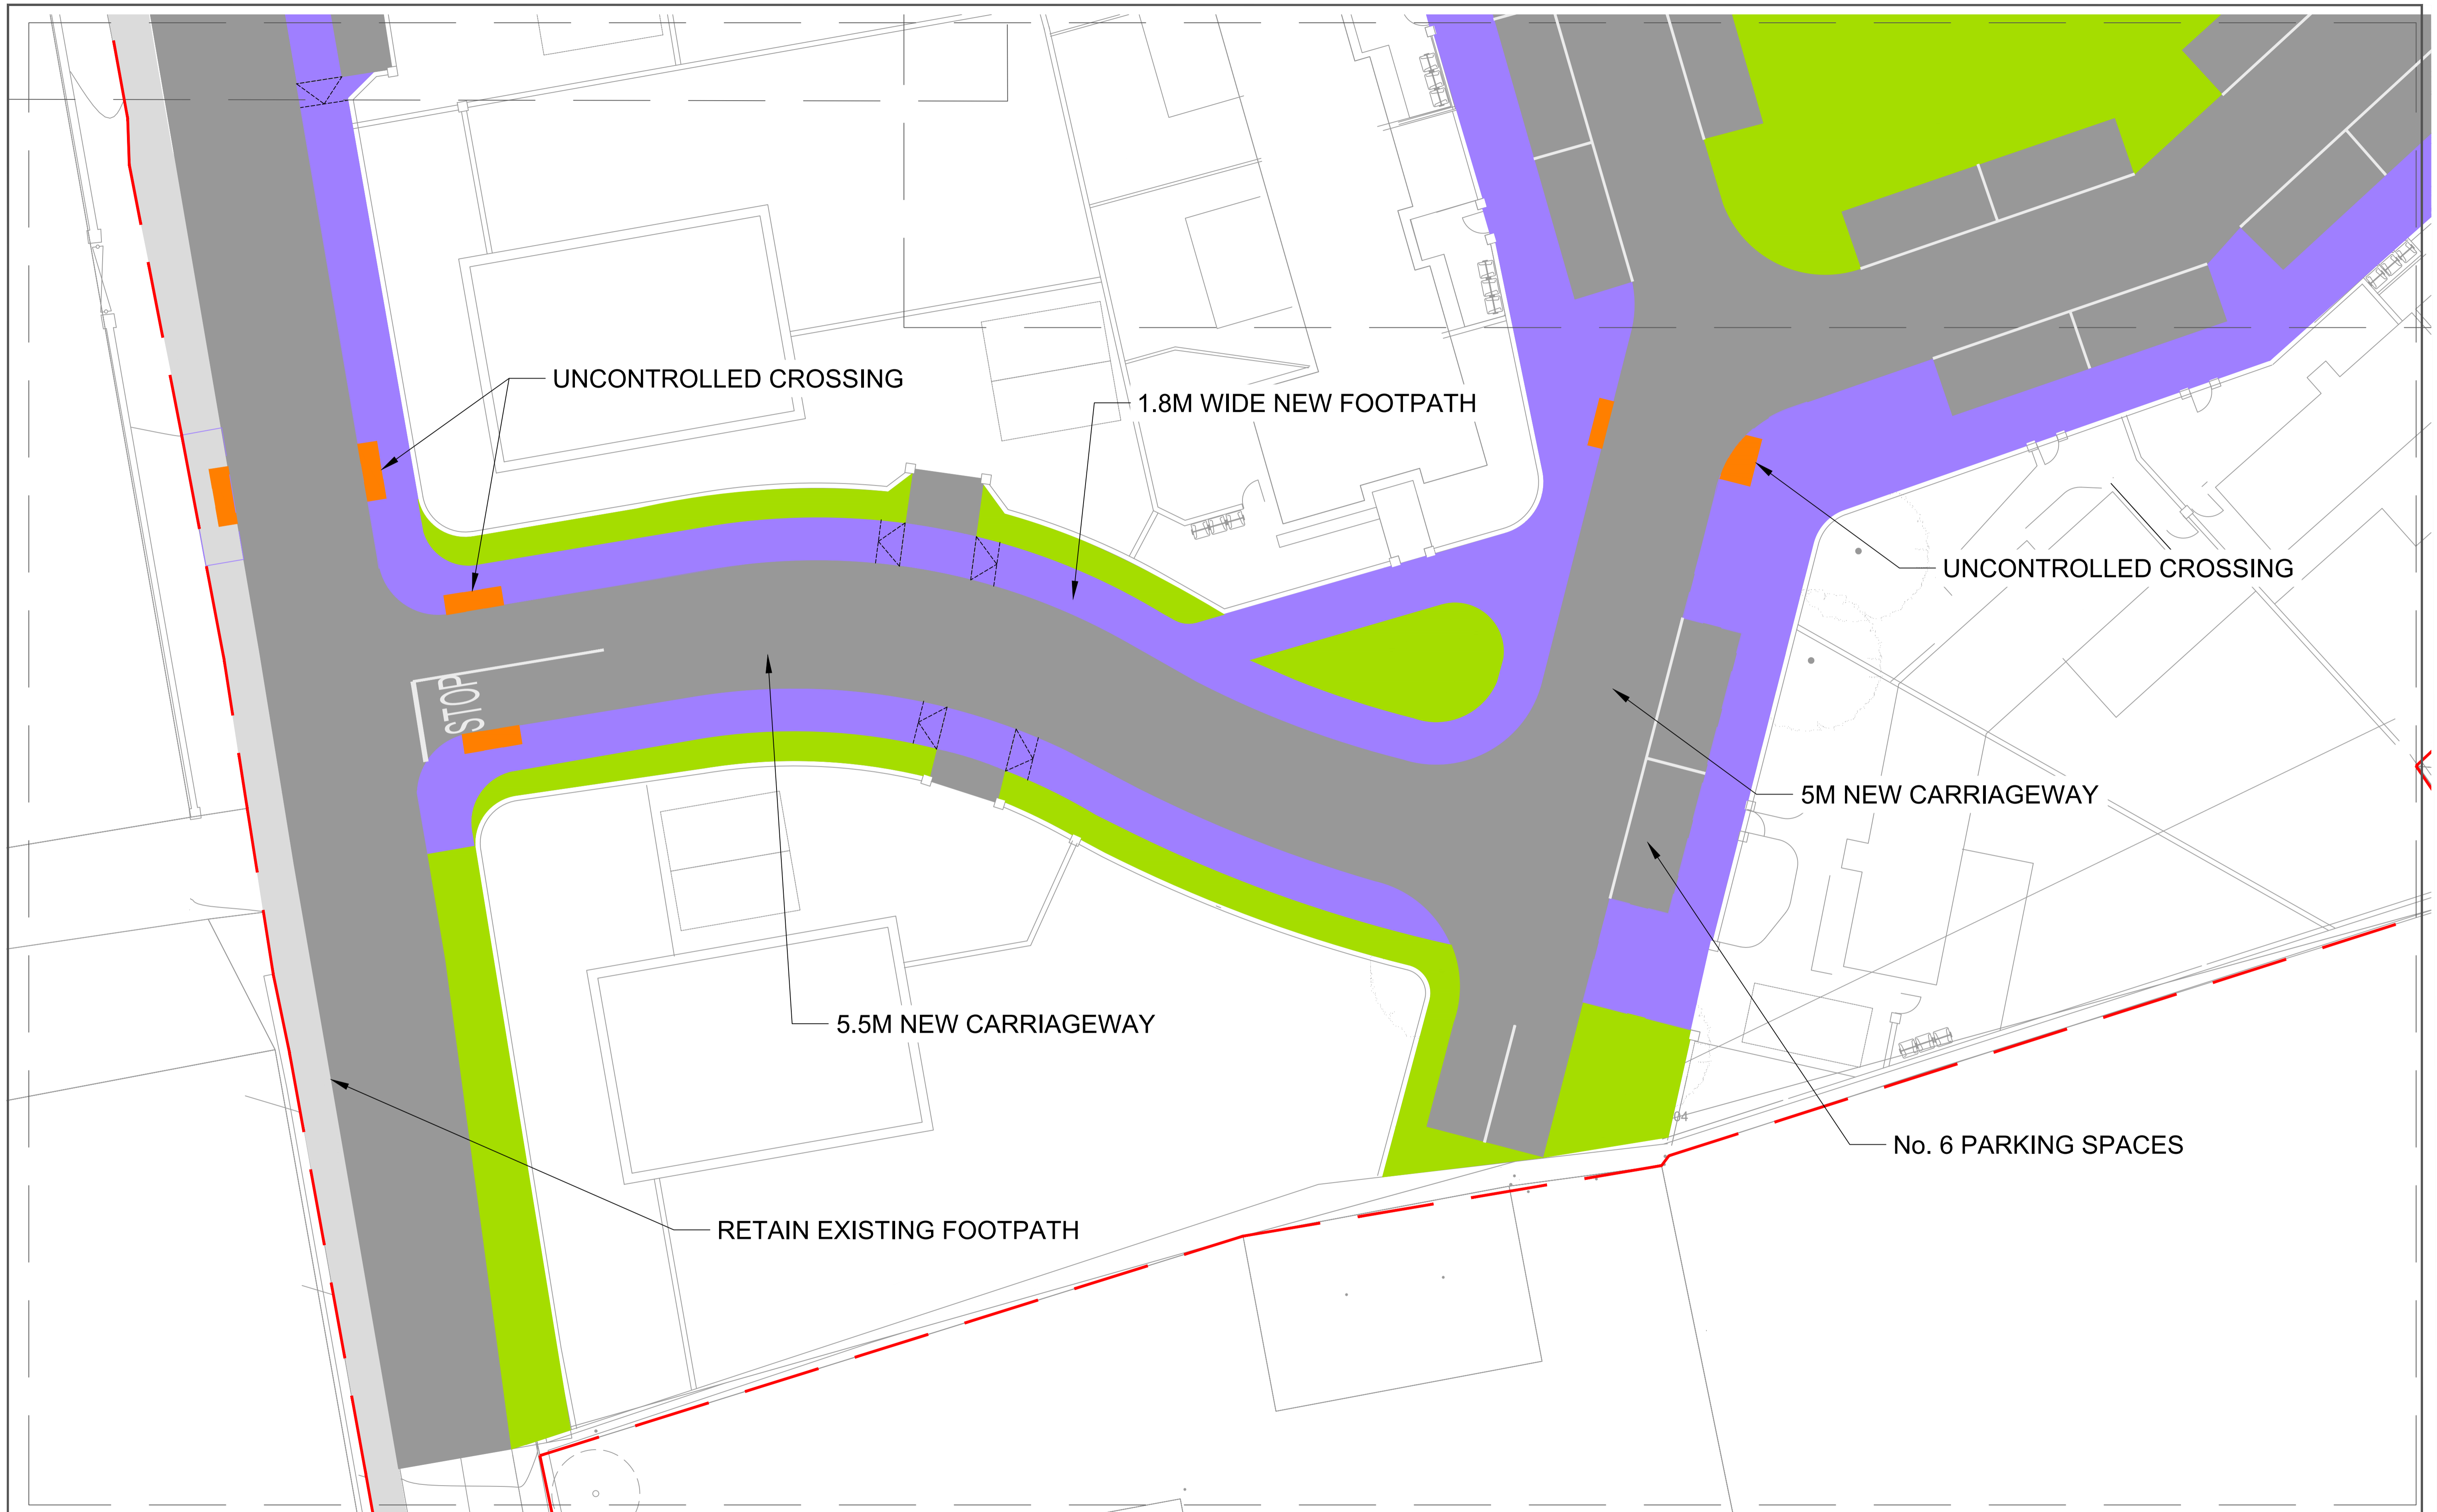 UNCONTROLLED CROSSING
1.8M WIDE NEW FOOTPATH
UNCONTROLLED CROSSING
STOP
5M NEW CARRIAGEWAY
5.5M NEW CARRIAGEWAY
04
No. 6 PARKING SPACES
RETAIN EXISTING FOOTPATH